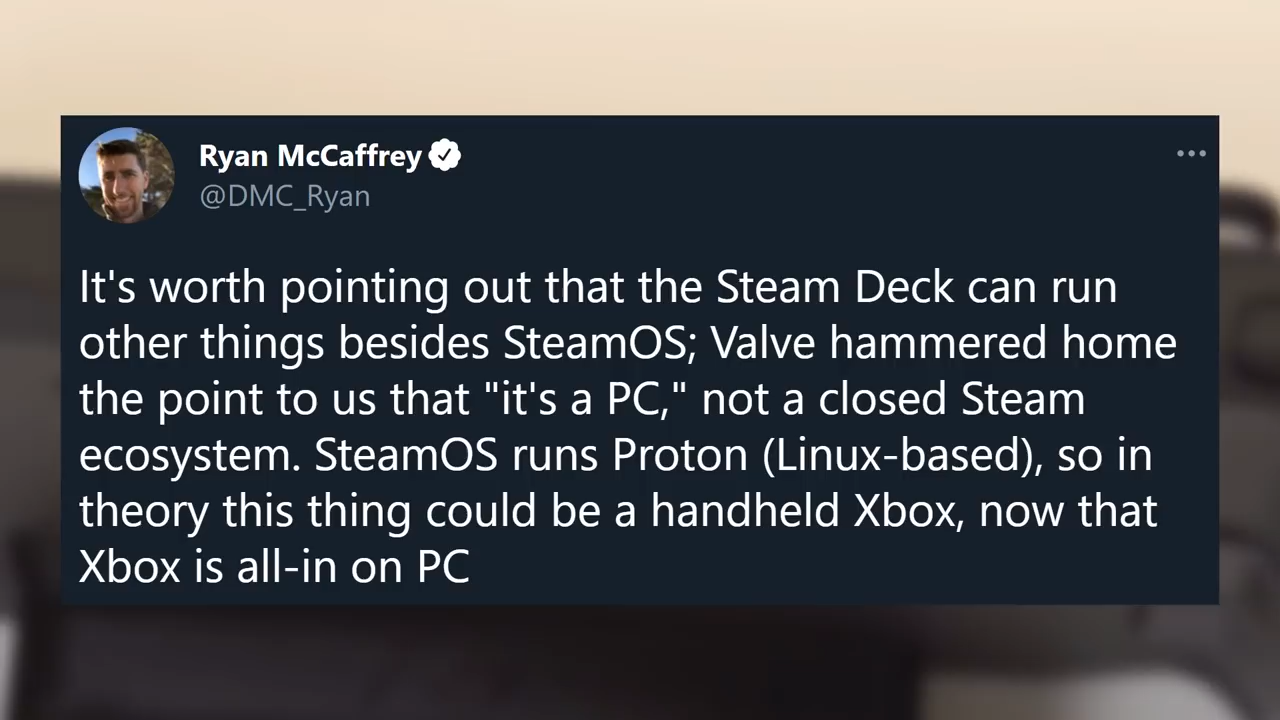 Ryan McCaffrey
@DMC_Ryan
It's worth pointing out that the Steam Deck can run
other things besides SteamOS; Valve hammered home
the point to us that "it's a PC," not a closed Steam
ecosystem. SteamOS runs Proton (Linux-based), so in
theory this thing could be a handheld Xbox, now that
Xbox is all-in on PC